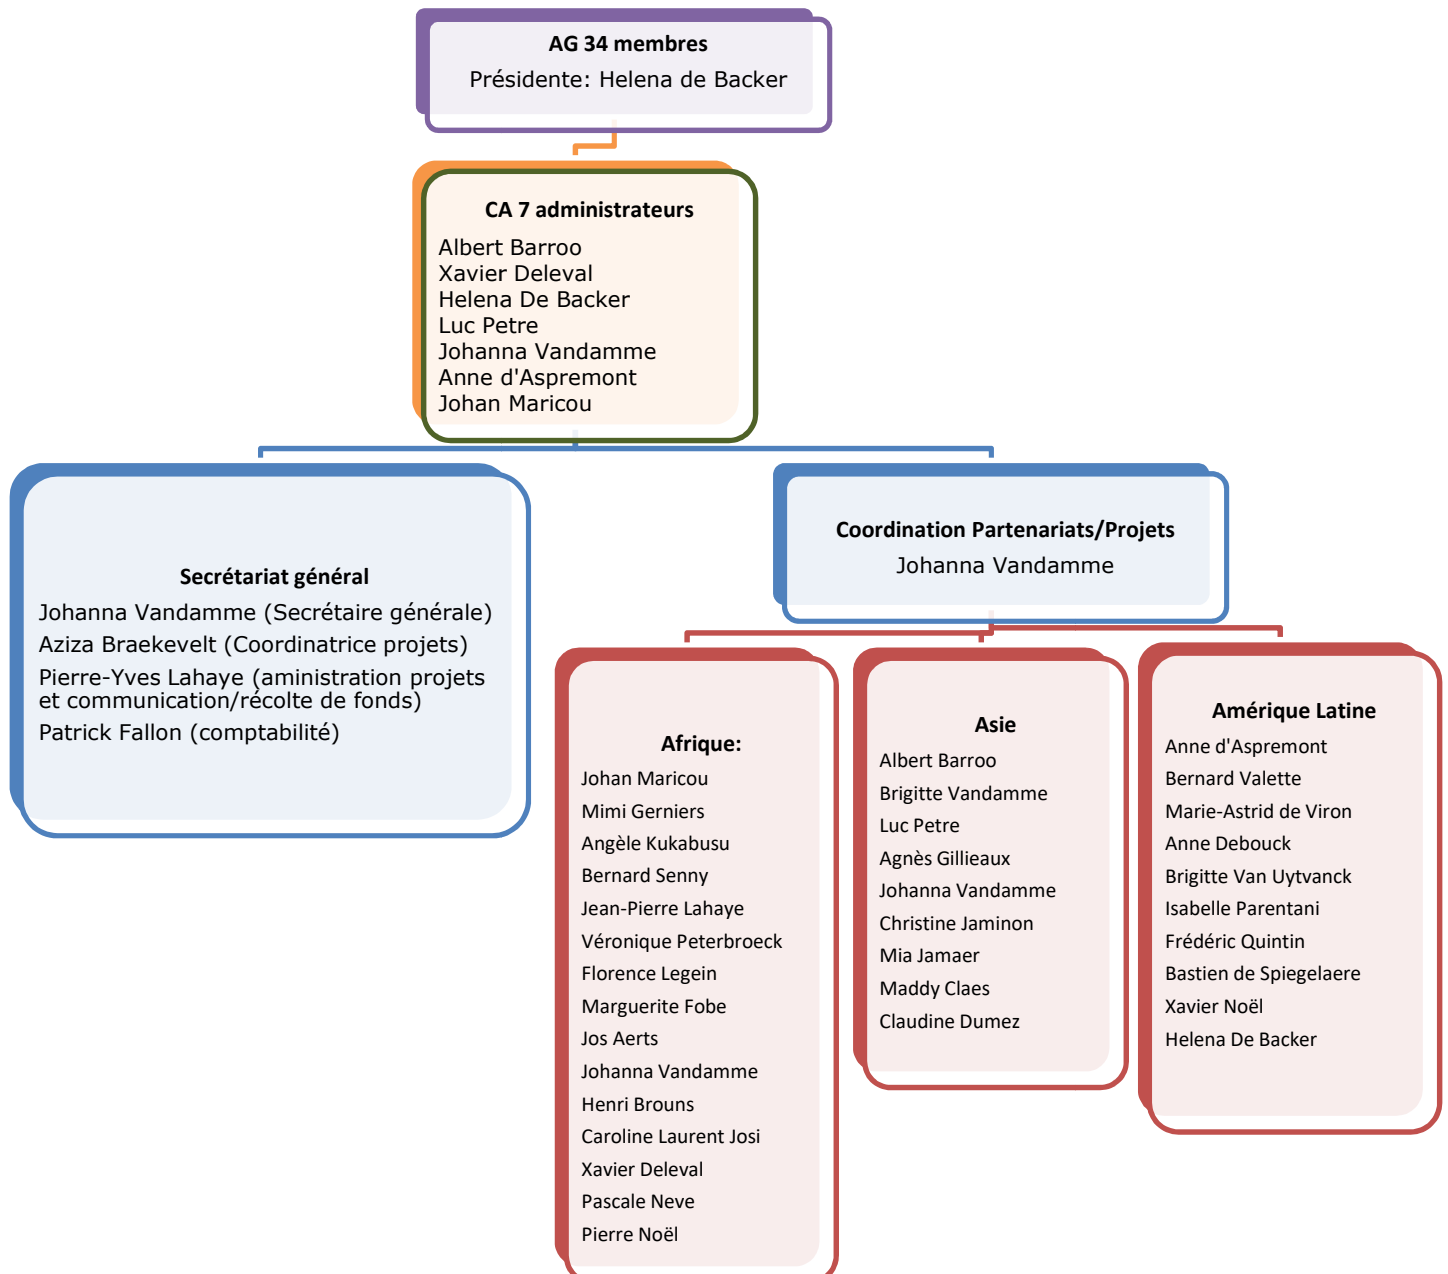 AG 34 membres
Présidente: Helena de Backer
CA 7 administrateurs
Albert Barroo
Xavier Deleval
Helena De Backer
Luc Petre
Johanna Vandamme
Anne d'Aspremont
Johan Maricou
Secrétariat général
Johanna Vandamme (Secrétaire générale)
Aziza Braekevelt (Coordinatrice projets)
Pierre-Yves Lahaye (aministration projets
et communication/récolte de fonds)
Patrick Fallon (comptabilité)
Coordination Partenariats/Projets
Johanna Vandamme
Afrique:
Johan Maricou
Mimi Gerniers
Angèle Kukabusu
Bernard Senny
Jean-Pierre Lahaye
Véronique Peterbroeck
Florence Legein
Marguerite Fobe
Jos Aerts
Johanna Vandamme
Henri Brouns
Caroline Laurent Josi
Xavier Deleval
Pascale Neve
Pierre Noël
Asie
Albert Barroo
Brigitte Vandamme
Luc Petre
Agnès Gillieaux
Johanna Vandamme
Christine Jaminon
Mia Jamaer
Maddy Claes
Claudine Dumez
Amérique Latine
Anne d'Aspremont
Bernard Valette
Marie-Astrid de Viron
Anne Debouck
Brigitte Van Uytvanck
Isabelle Parentani
Frédéric Quintin
Bastien de Spiegelaere
Xavier Noël
Helena De Backer